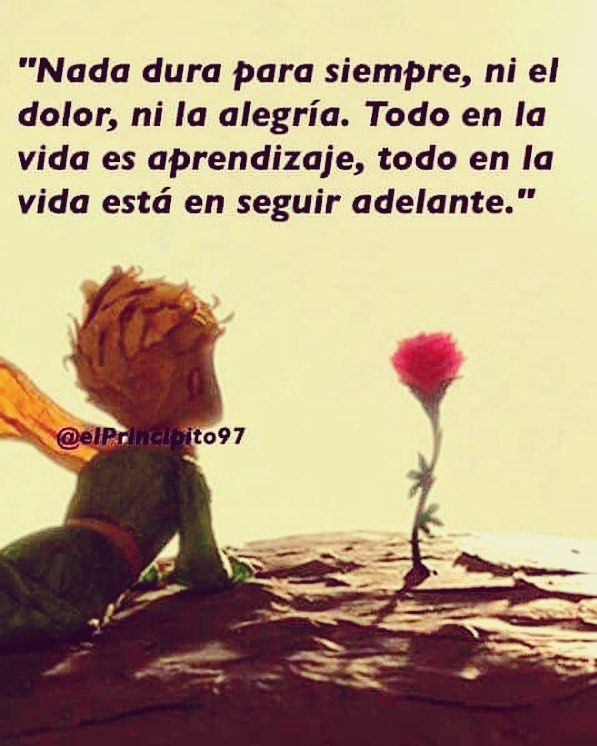 "Nada dura para siempre, ni el
dolor, ni la alegría. Todo en la
vida es aprendizaje, todo en la
vida está en seguir adelante."
@elPrincipito97